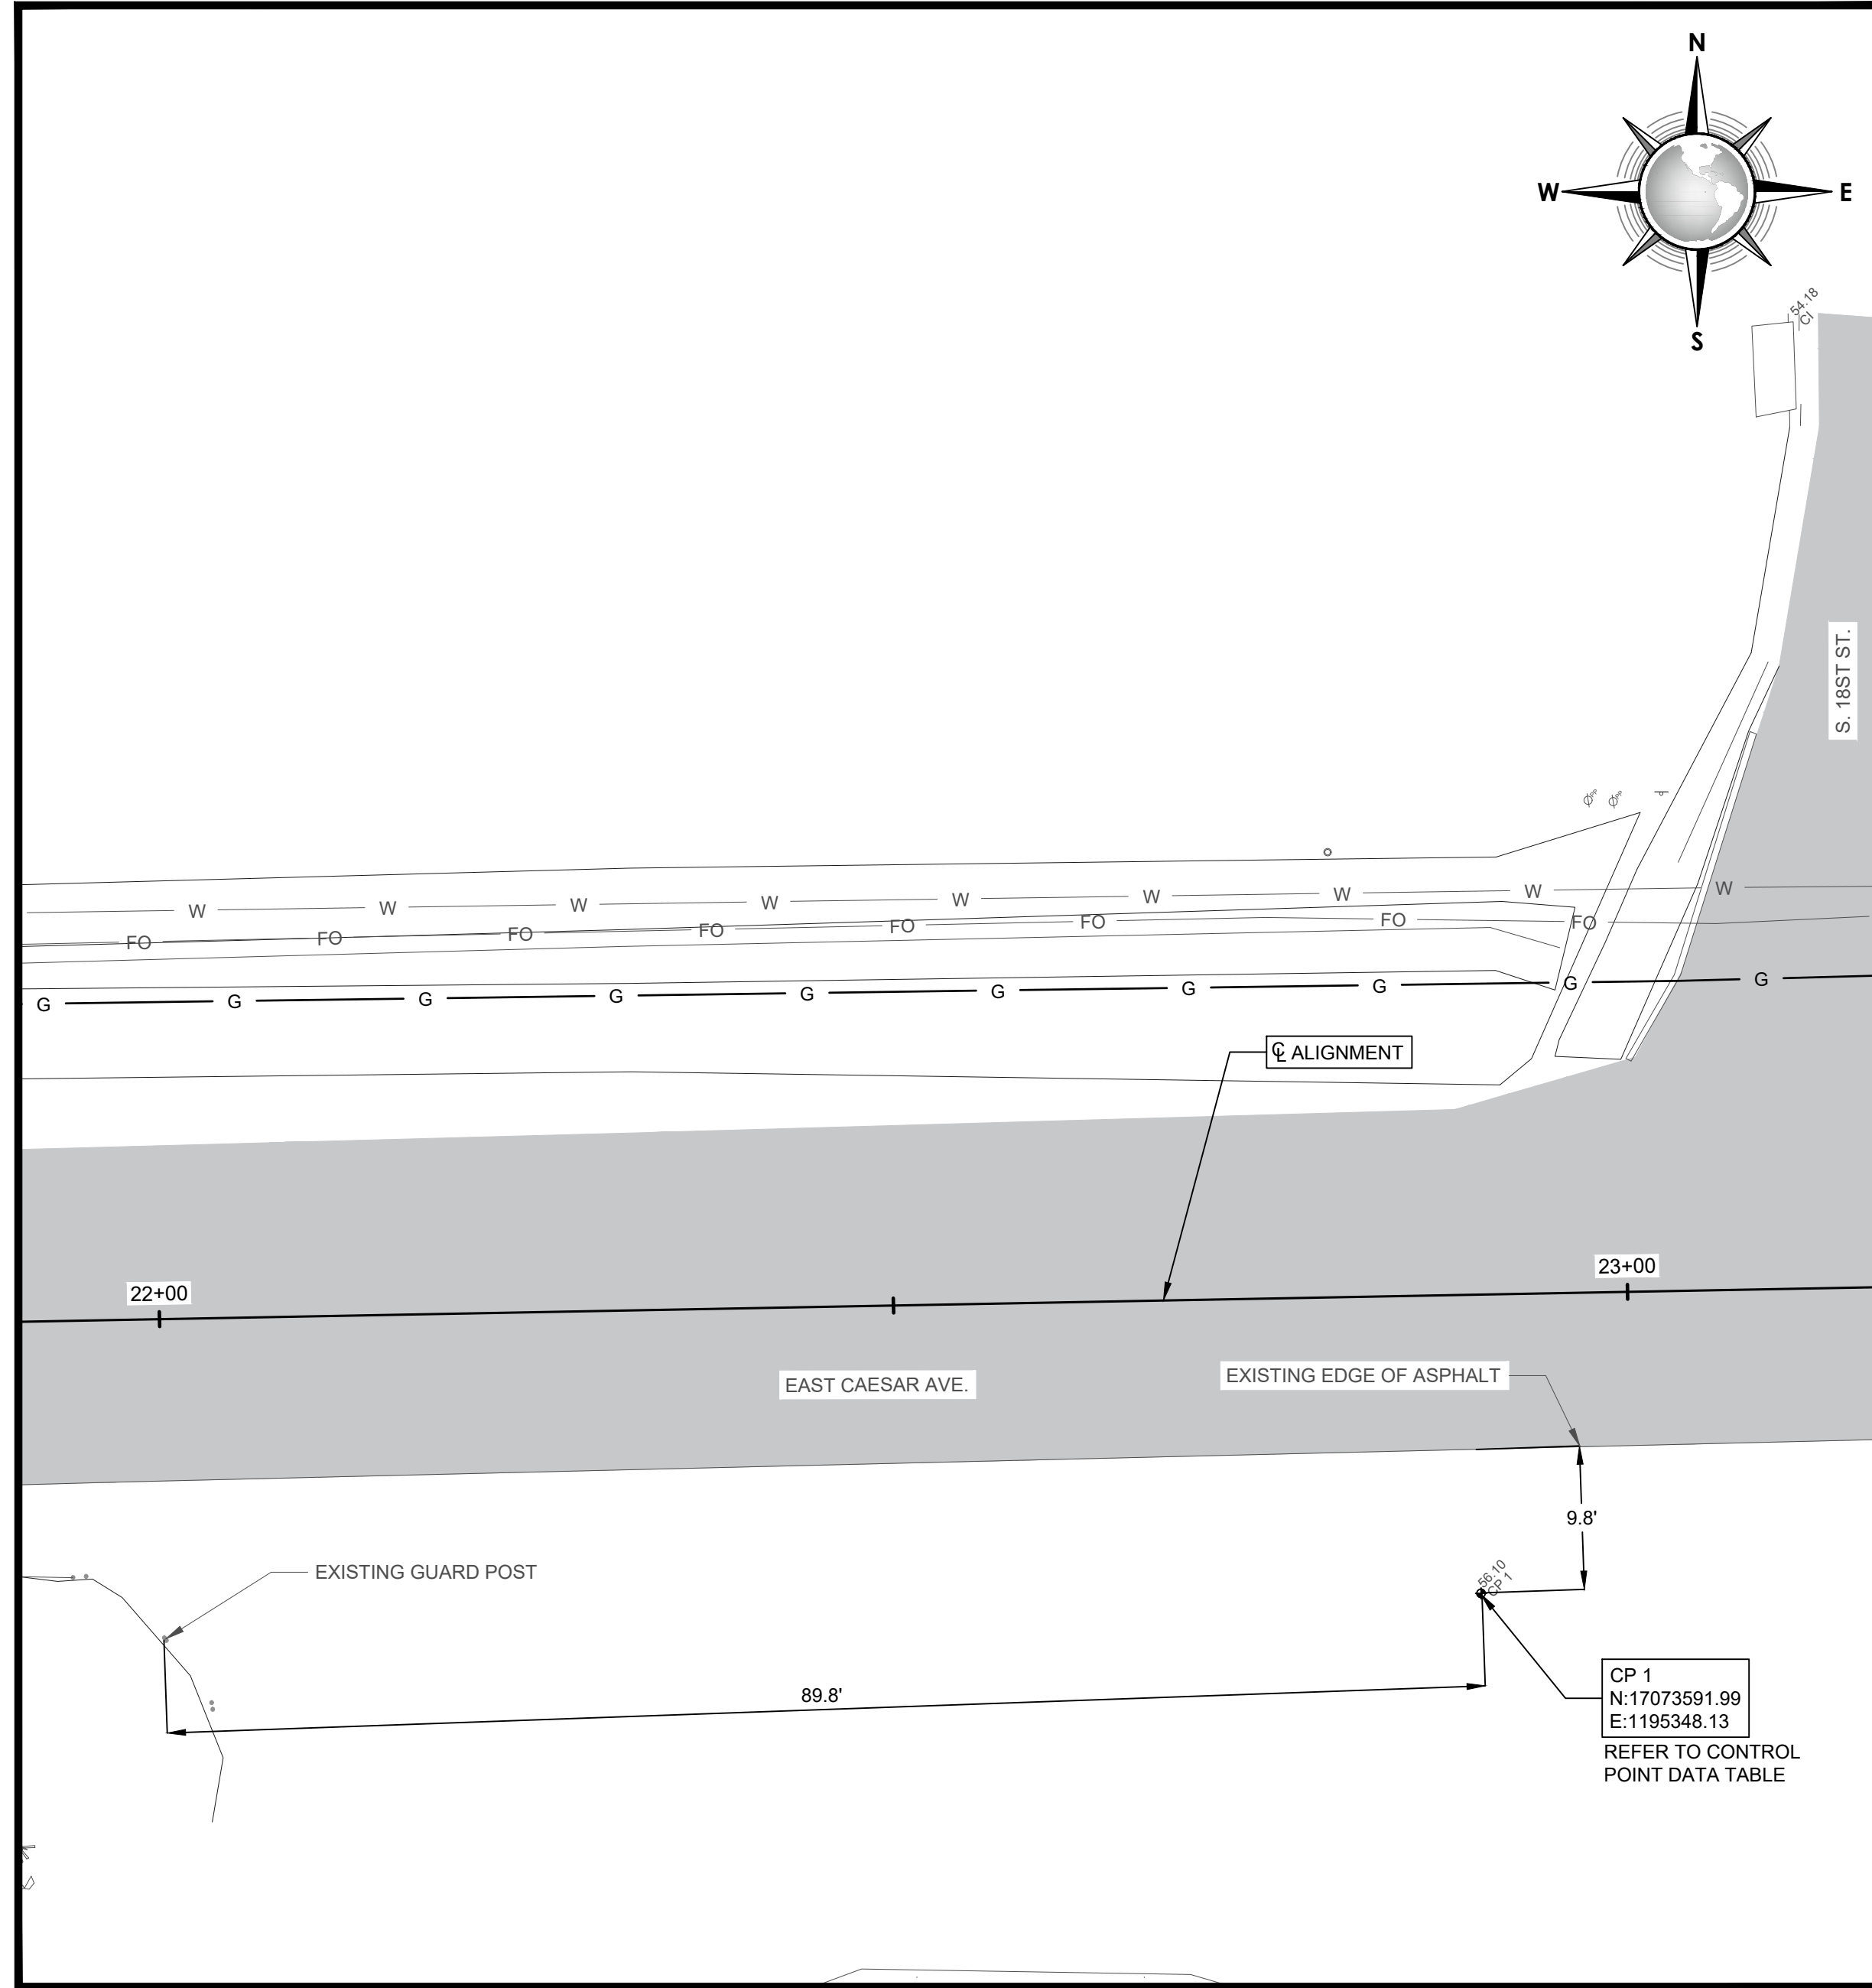 N
W E
S
54.18
CI
S. 18ST ST.
PP PP
W W W W W W W W W
FO FO FO FO FO FO FO FO
G G G G G G G G G G
℄ ALIGNMENT
22+00
23+00
EAST CAESAR AVE.
EXISTING EDGE OF ASPHALT
9.8'
EXISTING GUARD POST
56.10
CP 1
89.8'
CP 1
N:17073591.99
E:1195348.13
REFER TO CONTROL
POINT DATA TABLE